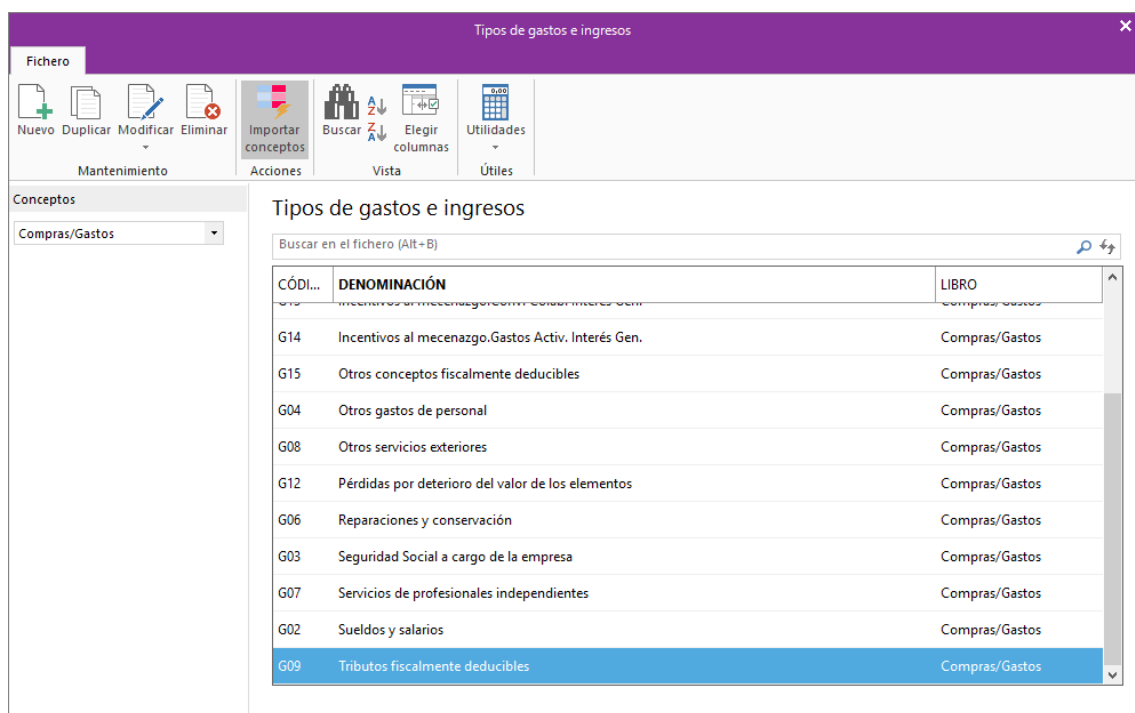 Tipos de gastos e ingresos
Fichero
Nuevo Duplicar Modificar Eliminar
Importar conceptos
Buscar
Elegir columnas
Utilidades
Mantenimiento
Acciones
Vista
Útiles
Conceptos
Compras/Gastos
Tipos de gastos e ingresos
Buscar en el fichero (Alt+B)
CÓDI... DENOMINACIÓN LIBRO
G14 Incentivos al mecenazgo.Gastos Activ. Interés Gen. Compras/Gastos
G15 Otros conceptos fiscalmente deducibles Compras/Gastos
G04 Otros gastos de personal Compras/Gastos
G08 Otros servicios exteriores Compras/Gastos
G12 Pérdidas por deterioro del valor de los elementos Compras/Gastos
G06 Reparaciones y conservación Compras/Gastos
G03 Seguridad Social a cargo de la empresa Compras/Gastos
G07 Servicios de profesionales independientes Compras/Gastos
G02 Sueldos y salarios Compras/Gastos
G09 Tributos fiscalmente deducibles Compras/Gastos